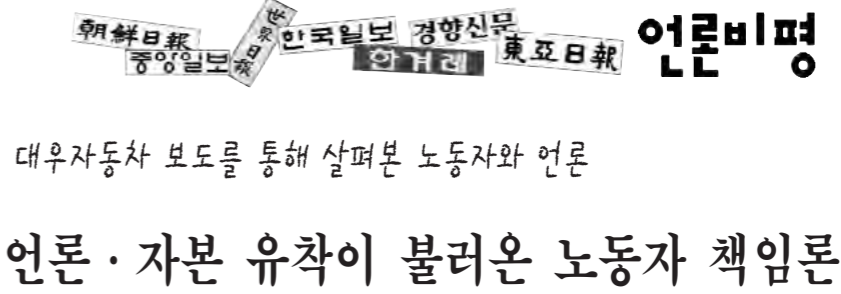 朝鮮日報 중앙일보 世界日報 한국일보 한겨레 경향신문 東亞日報 언론비평
대우자동차 보도를 통해 살펴본 노동자와 언론
언론·자본 유착이 불러온 노동자 책임론